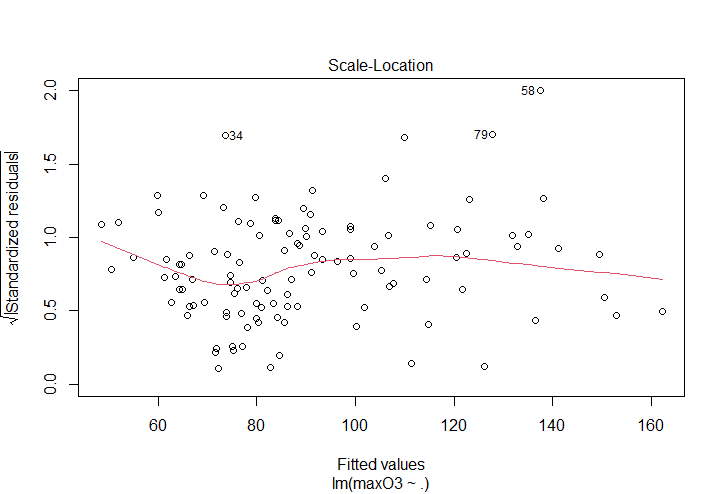 Scale-Location
√|Standardized residuals|
2.0
1.5
1.0
0.5
0.0
58
79
34
60 80 100 120 140 160
Fitted values
lm(maxO3 ~ .)